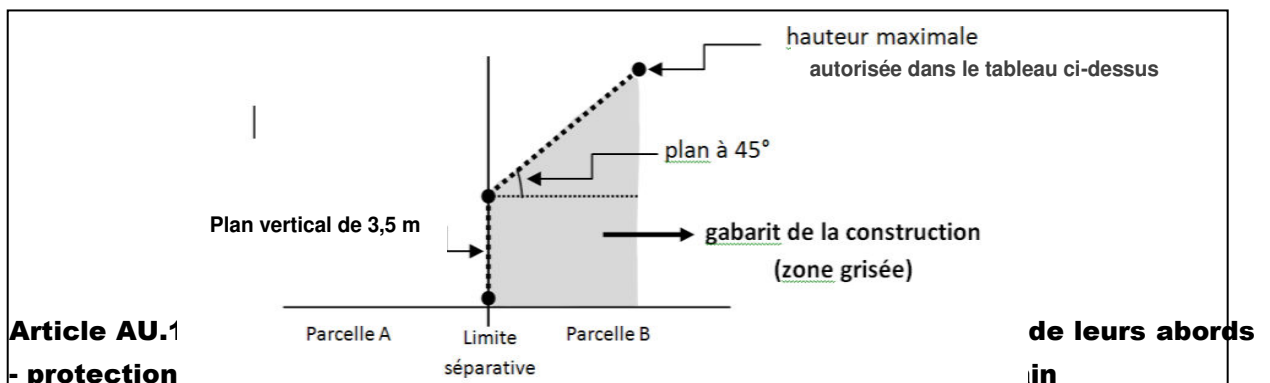 hauteur maximale
autorisée dans le tableau ci-dessus
plan à 45°
Plan vertical de 3,5 m
gabarit de la construction
(zone grisée)
Parcelle A
Limite
séparative
Parcelle B
Article AU.1 de leurs abords
- protection